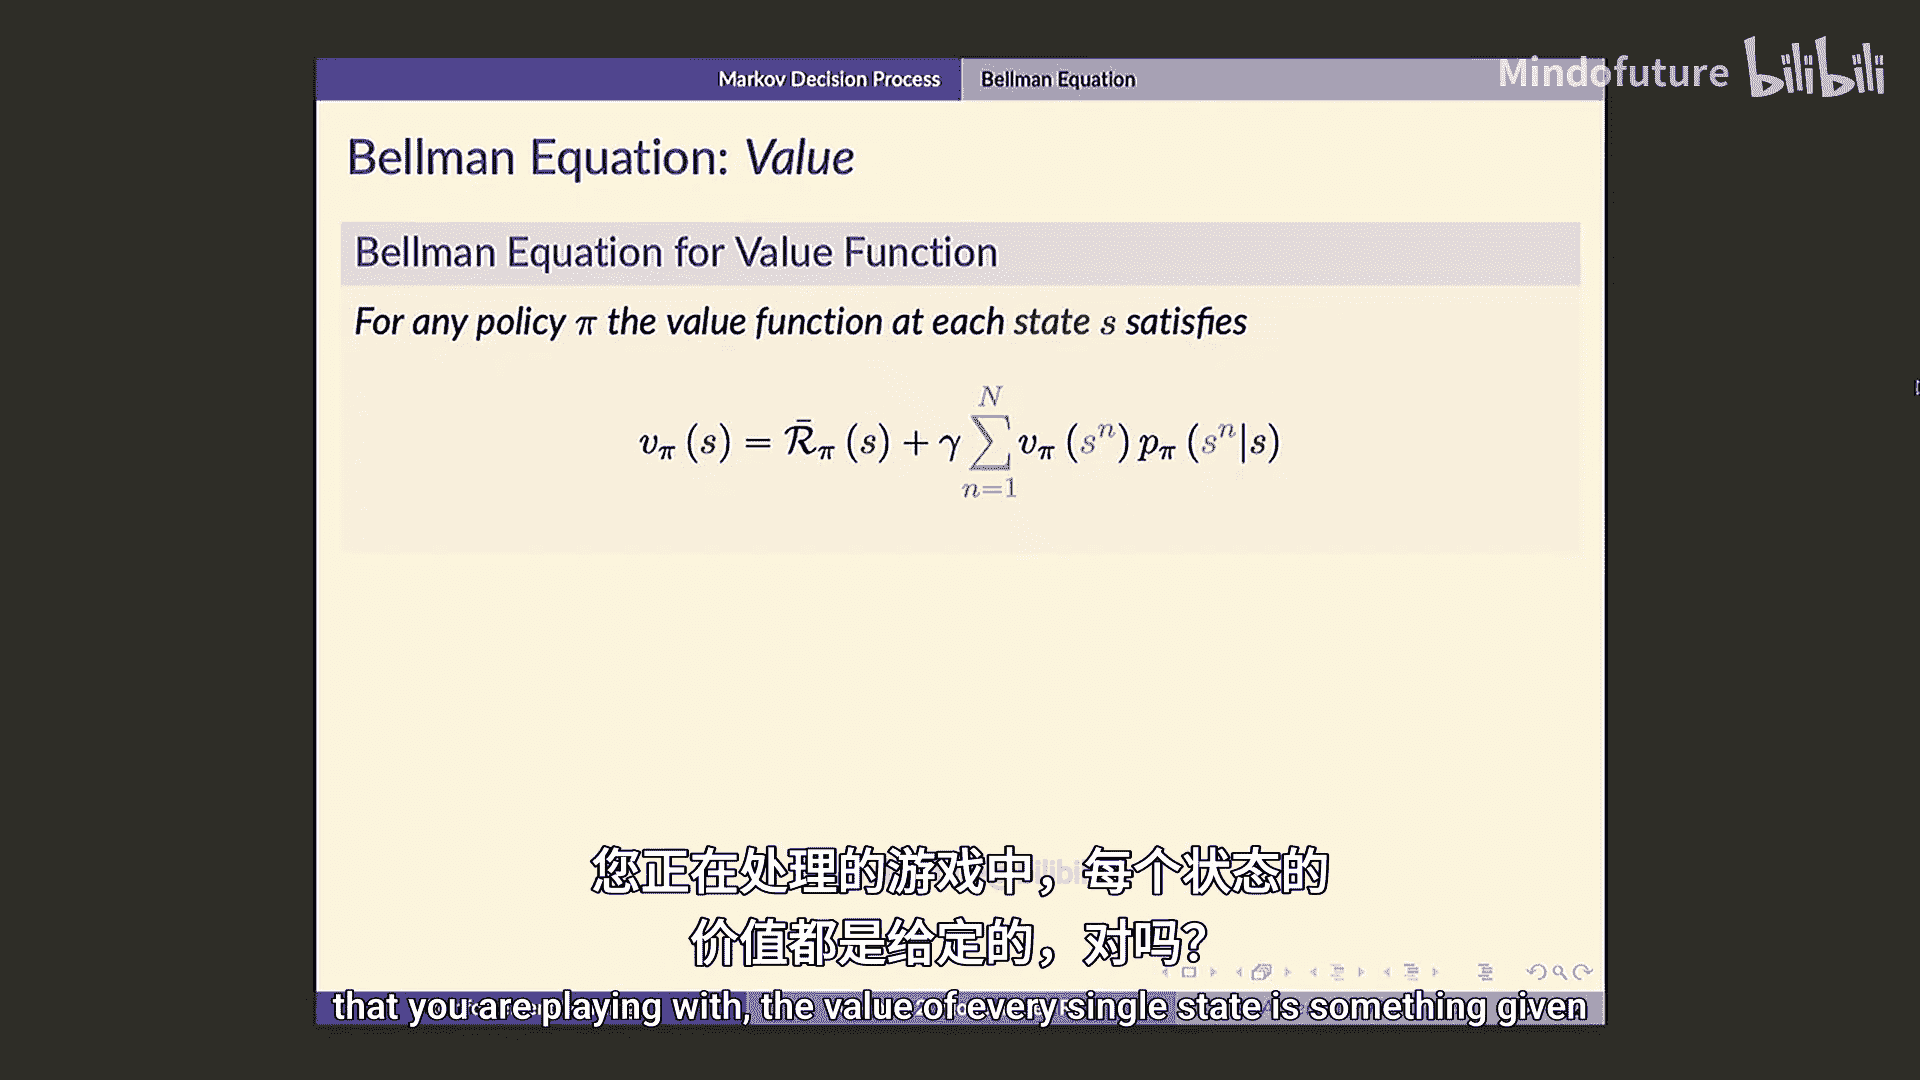 Mindofuture bilibili
Markov Decision Process Bellman Equation
Bellman Equation: Value
Bellman Equation for Value Function
For any policy π the value function at each state s satisfies
v_π (s) = R̄_π (s) + γ ∑_{n=1}^{N} v_π (s^n) p_π (s^n|s)
您正在处理的游戏中，每个状态的
价值都是给定的，对吗？
that you are playing with, the value of every single state is something given